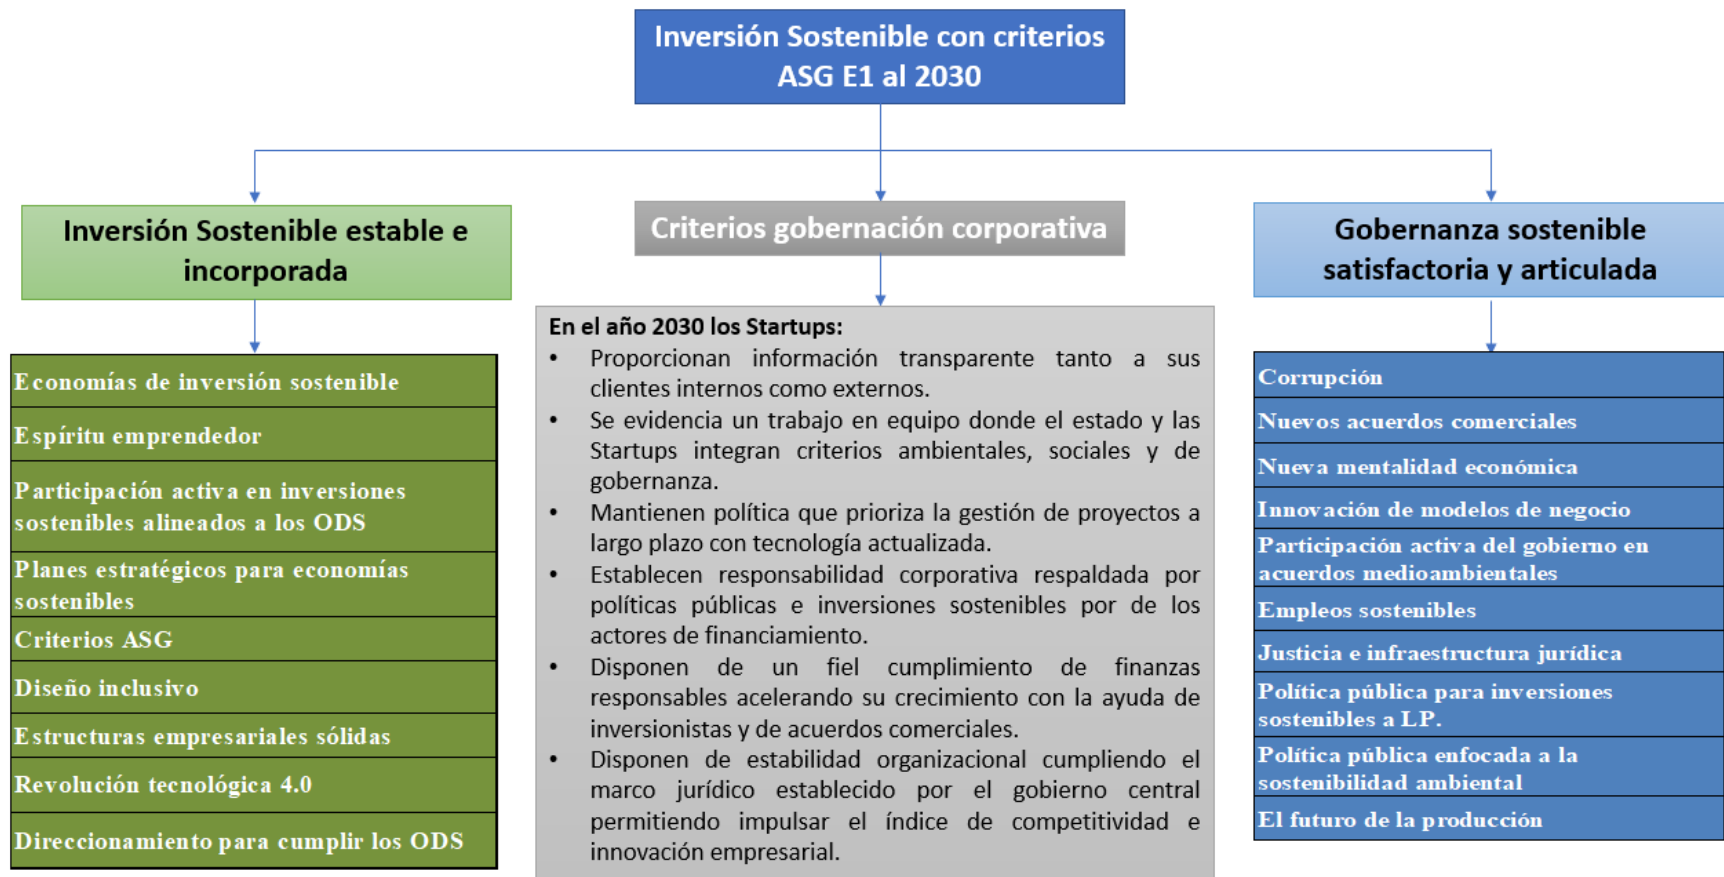 Inversión Sostenible con criterios
ASG E1 al 2030
Inversión Sostenible estable e
incorporada
Economías de inversión sostenible
Espíritu emprendedor
Participación activa en inversiones
sostenibles alineados a los ODS
Planes estratégicos para economías
sostenibles
Criterios ASG
Diseño inclusivo
Estructuras empresariales sólidas
Revolución tecnológica 4.0
Direccionamiento para cumplir los ODS
Criterios gobernación corporativa
En el año 2030 los Startups:
• Proporcionan información transparente tanto a sus
clientes internos como externos.
• Se evidencia un trabajo en equipo donde el estado y las
Startups integran criterios ambientales, sociales y de
gobernanza.
• Mantienen política que prioriza la gestión de proyectos a
largo plazo con tecnología actualizada.
• Establecen responsabilidad corporativa respaldada por
políticas públicas e inversiones sostenibles por de los
actores de financiamiento.
• Disponen de un fiel cumplimiento de finanzas
responsables acelerando su crecimiento con la ayuda de
inversionistas y de acuerdos comerciales.
• Disponen de estabilidad organizacional cumpliendo el
marco jurídico establecido por el gobierno central
permitiendo impulsar el índice de competitividad e
innovación empresarial.
Gobernanza sostenible
satisfactoria y articulada
Corrupción
Nuevos acuerdos comerciales
Nueva mentalidad económica
Innovación de modelos de negocio
Participación activa del gobierno en
acuerdos medioambientales
Empleos sostenibles
Justicia e infraestructura jurídica
Política pública para inversiones
sostenibles a LP.
Política pública enfocada a la
sostenibilidad ambiental
El futuro de la producción